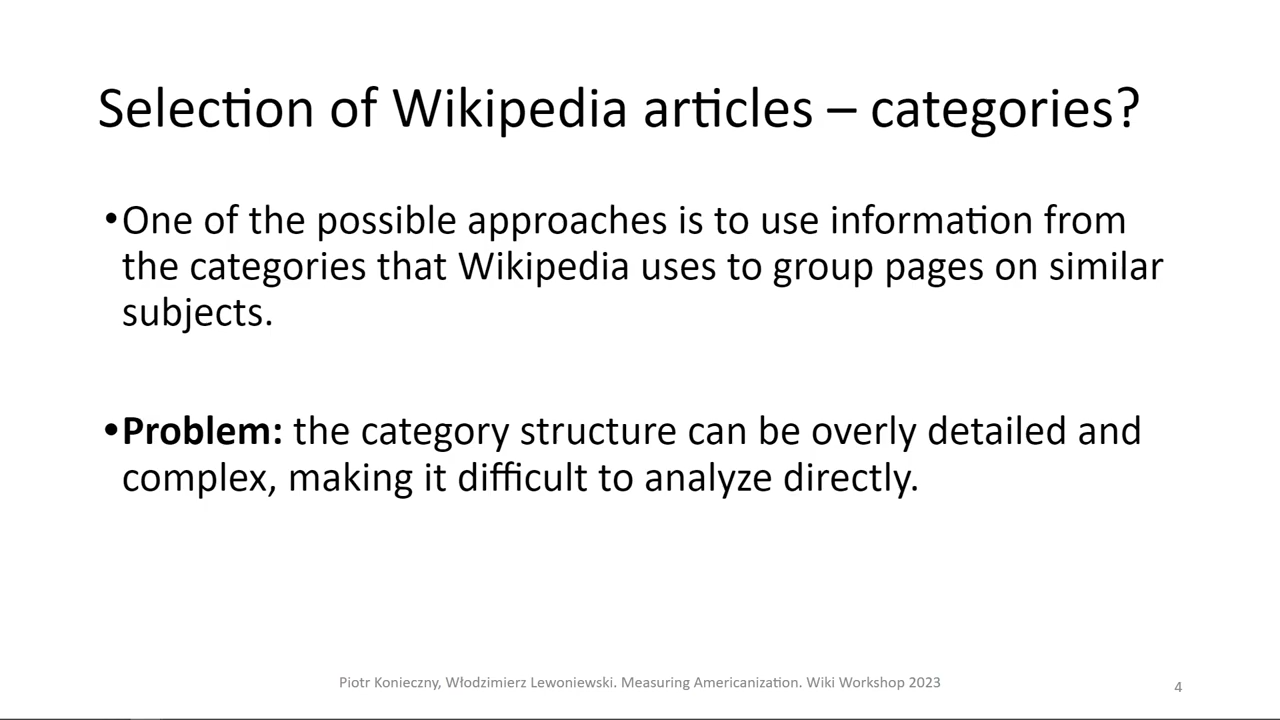 Selection of Wikipedia articles – categories?
•One of the possible approaches is to use information from
the categories that Wikipedia uses to group pages on similar
subjects.
•Problem: the category structure can be overly detailed and
complex, making it difficult to analyze directly.
Piotr Konieczny, Włodzimierz Lewoniewski. Measuring Americanization. Wiki Workshop 2023
4